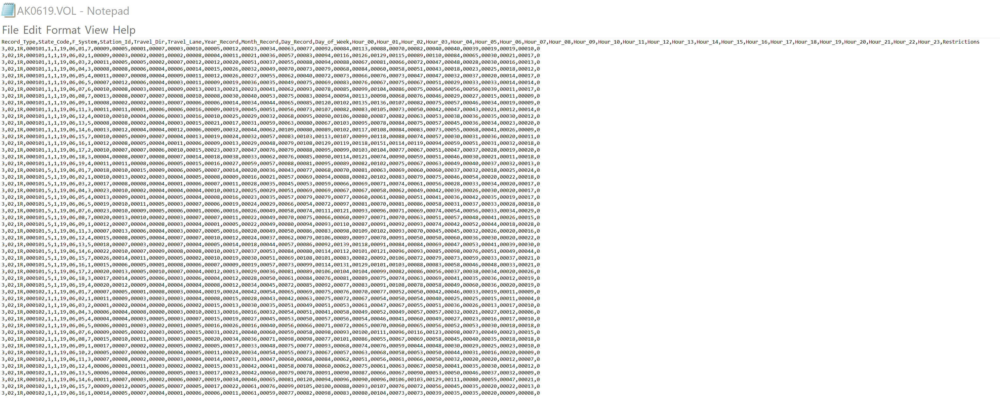 AK0619.VOL - Notepad
File Edit Format View Help
Record_Type,State_Code,F_System,Station_Id,Travel_Dir,Travel_Lane,Year_Record,Month_Record,Day_Record,Day_of_Week,Hour_00,Hour_01,Hour_02,Hour_03,Hour_04,Hour_05,Hour_06,Hour_07,Hour_08,Hour_09,Hour_10,Hour_11,Hour_12,Hour_13,Hour_14,Hour_15,Hour_16,Hour_17,Hour_18,Hour_19,Hour_20,Hour_21,Hour_22,Hour_23,Restrictions
3,02,1R,000101,1,1,19,06,01,7,00009,00005,00001,00007,00003,00010,00005,00012,00023,00034,00063,00077,00092,00084,00113,00088,00070,00082,00040,00040,00039,00019,00019,00010,0
3,02,1R,000101,1,1,19,06,02,1,00009,00003,00002,00001,00002,00008,00004,00011,00021,00036,00057,00083,00094,00116,00126,00129,00115,00089,00110,00084,00065,00030,00021,00017,0
3,02,1R,000101,1,1,19,06,03,2,00011,00005,00005,00002,00007,00012,00012,00020,00051,00037,00055,00088,00094,00088,00067,00081,00066,00072,00047,00048,00028,00030,00016,00013,0
3,02,1R,000101,1,1,19,06,04,3,00008,00008,00006,00004,00006,00014,00015,00026,00032,00049,00070,00073,00079,00068,00084,00060,00058,00051,00043,00018,00023,00025,00018,00012,0
3,02,1R,000101,1,1,19,06,05,4,00011,00007,00008,00004,00009,00011,00012,00026,00027,00055,00062,00040,00072,00073,00066,00076,00073,00047,00047,00032,00037,00020,00014,00017,0
3,02,1R,000101,1,1,19,06,06,5,00007,00012,00006,00004,00003,00011,00009,00019,00036,00035,00049,00075,00069,00083,00076,00067,00075,00067,00051,00029,00033,00033,00014,00014,0
3,02,1R,000101,1,1,19,06,07,6,00010,00008,00003,00001,00009,00013,00013,00021,00023,00041,00062,00093,00078,00085,00099,00104,00086,00075,00064,00056,00056,00039,00011,00017,0
3,02,1R,000101,1,1,19,06,08,7,00013,00008,00007,00007,00008,00010,00008,00030,00040,00053,00075,00083,00094,00094,00113,00098,00068,00076,00046,00029,00027,00015,00011,00009,0
3,02,1R,000101,1,1,19,06,09,1,00008,00002,00002,00003,00007,00006,00006,00014,00034,00044,00065,00085,00120,00102,00135,00136,00107,00082,00075,00057,00046,00034,00019,00009,0
3,02,1R,000101,1,1,19,06,11,3,00011,00011,00001,00006,00006,00016,00009,00019,00045,00051,00056,00073,00107,00082,00083,00105,00073,00050,00042,00047,00043,00021,00012,00014,0
3,02,1R,000101,1,1,19,06,12,4,00010,00010,00004,00006,00003,00016,00010,00025,00029,00032,00068,00095,00090,00106,00080,00087,00082,00063,00053,00038,00036,00035,00030,00012,0
3,02,1R,000101,1,1,19,06,13,5,00008,00008,00002,00004,00003,00015,00021,00017,00031,00059,00063,00080,00067,00103,00095,00078,00084,00075,00057,00045,00036,00034,00023,00020,0
3,02,1R,000101,1,1,19,06,14,6,00013,00012,00004,00004,00012,00006,00009,00032,00044,00062,00109,00080,00089,00102,00117,00108,00084,00083,00073,00055,00068,00041,00026,00009,0
3,02,1R,000101,1,1,19,06,15,7,00010,00005,00009,00007,00004,00013,00019,00024,00032,00057,00083,00103,00113,00107,00099,00118,00088,00074,00057,00030,00031,00036,00020,00011,0
3,02,1R,000101,1,1,19,06,16,1,00012,00008,00005,00004,00011,00006,00009,00013,00029,00048,00079,00108,00129,00119,00118,00151,00114,00119,00094,00059,00051,00031,00032,00018,0
3,02,1R,000101,1,1,19,06,17,2,00010,00007,00007,00006,00010,00015,00023,00037,00047,00076,00079,00088,00095,00099,00103,00104,00077,00067,00051,00047,00037,00028,00019,00020,0
3,02,1R,000101,1,1,19,06,18,3,00004,00008,00007,00008,00007,00014,00018,00038,00033,00062,00076,00085,00090,00114,00121,00074,00090,00059,00051,00046,00030,00021,00011,00018,0
3,02,1R,000101,1,1,19,06,19,4,00011,00011,00008,00006,00005,00015,00016,00027,00059,00057,00088,00081,00095,00089,00082,00102,00075,00067,00063,00049,00040,00037,00032,00013,0
3,02,1R,000101,5,1,19,06,01,7,00018,00010,00015,00009,00006,00005,00007,00014,00020,00036,00043,00077,00068,00070,00081,00063,00069,00060,00060,00037,00032,00018,00025,00024,0
3,02,1R,000101,5,1,19,06,02,1,00010,00013,00002,00003,00004,00005,00008,00009,00016,00021,00057,00069,00094,00088,00082,00102,00083,00079,00075,00046,00054,00020,00022,00018,0
3,02,1R,000101,5,1,19,06,03,2,00017,00008,00008,00004,00001,00006,00007,00011,00028,00035,00045,00053,00059,00066,00069,00071,00074,00061,00056,00028,00033,00034,00020,00017,0
3,02,1R,000101,5,1,19,06,04,3,00023,00010,00002,00004,00004,00004,00010,00012,00025,00029,00051,00069,00069,00067,00067,00058,00062,00049,00042,00039,00026,00030,00020,00017,0
3,02,1R,000101,5,1,19,06,05,4,00013,00009,00001,00004,00005,00004,00008,00016,00023,00035,00057,00079,00079,00077,00060,00061,00080,00051,00041,00036,00042,00035,00019,00017,0
3,02,1R,000101,5,1,19,06,06,5,00019,00010,00011,00005,00003,00007,00006,00019,00024,00029,00066,00054,00072,00097,00081,00070,00081,00086,00058,00031,00037,00033,00028,00018,0
3,02,1R,000101,5,1,19,06,07,6,00023,00010,00009,00005,00006,00001,00006,00016,00026,00049,00058,00074,00111,00121,00093,00096,00071,00069,00074,00054,00056,00033,00034,00029,0
3,02,1R,000101,5,1,19,06,08,7,00020,00013,00010,00002,00003,00007,00007,00011,00022,00049,00070,00075,00066,00060,00097,00071,00070,00063,00051,00057,00048,00041,00026,00015,0
3,02,1R,000101,5,1,19,06,09,1,00012,00007,00004,00008,00003,00004,00001,00005,00022,00049,00080,00094,00093,00110,00087,00091,00092,00093,00074,00042,00052,00044,00018,00028,0
3,02,1R,000101,5,1,19,06,11,3,00007,00013,00006,00004,00003,00007,00005,00016,00020,00049,00050,00086,00083,00098,00109,00102,00093,00070,00045,00045,00032,00026,00020,00016,0
3,02,1R,000101,5,1,19,06,12,4,00015,00008,00005,00004,00007,00007,00010,00012,00024,00037,00062,00079,00106,00089,00097,00078,00091,00050,00050,00060,00036,00030,00020,00022,0
3,02,1R,000101,5,1,19,06,13,5,00018,00007,00003,00002,00007,00004,00005,00014,00018,00044,00057,00086,00092,00139,00118,00091,00084,00084,00069,00047,00053,00041,00039,00030,0
3,02,1R,000101,5,1,19,06,14,6,00022,00010,00007,00009,00008,00008,00010,00017,00037,00053,00084,00080,00114,00112,00101,00121,00096,00093,00085,00098,00076,00051,00049,00044,0
3,02,1R,000101,5,1,19,06,15,7,00026,00014,00011,00009,00005,00002,00010,00019,00030,00051,00069,00108,00101,00083,00082,00092,00106,00072,00079,00073,00059,00033,00037,00021,0
3,02,1R,000101,5,1,19,06,16,1,00015,00006,00005,00001,00008,00006,00007,00009,00019,00057,00073,00099,00114,00131,00129,00101,00103,00088,00083,00058,00046,00048,00033,00021,0
3,02,1R,000101,5,1,19,06,17,2,00020,00013,00005,00010,00007,00004,00012,00013,00029,00036,00081,00089,00106,00104,00104,00099,00082,00086,00056,00037,00038,00034,00020,00026,0
3,02,1R,000101,5,1,19,06,18,3,00017,00014,00005,00006,00003,00006,00004,00012,00028,00050,00061,00084,00076,00081,00089,00075,00074,00063,00069,00041,00035,00036,00012,00019,0
3,02,1R,000101,5,1,19,06,19,4,00020,00012,00009,00004,00004,00004,00008,00012,00034,00045,00072,00085,00092,00077,00083,00091,00108,00078,00058,00049,00060,00036,00020,00019,0
3,02,1R,000102,1,1,19,06,01,7,00007,00005,00001,00008,00003,00004,00019,00024,00042,00054,00065,00069,00075,00076,00070,00077,00052,00050,00042,00046,00033,00019,00011,00009,0
3,02,1R,000102,1,1,19,06,02,1,00011,00009,00003,00003,00003,00004,00008,00015,00028,00043,00042,00063,00075,00072,00067,00054,00050,00054,00040,00025,00025,00015,00011,00004,0
3,02,1R,000102,1,1,19,06,03,2,00001,00002,00004,00000,00006,00002,00015,00013,00030,00035,00051,00049,00051,00053,00061,00047,00067,00055,00051,00036,00026,00013,00017,00010,0
3,02,1R,000102,1,1,19,06,04,3,00006,00004,00008,00000,00003,00010,00013,00016,00016,00032,00054,00051,00041,00058,00049,00052,00049,00057,00057,00032,00021,00027,00012,00006,0
3,02,1R,000102,1,1,19,06,05,4,00004,00004,00003,00005,00003,00007,00015,00019,00027,00045,00053,00050,00057,00056,00054,00046,00041,00060,00049,00027,00023,00016,00017,00010,0
3,02,1R,000102,1,1,19,06,06,5,00006,00001,00003,00002,00001,00005,00016,00026,00016,00040,00056,00066,00071,00072,00065,00070,00060,00065,00056,00052,00053,00030,00018,00018,0
3,02,1R,000102,1,1,19,06,07,6,00009,00005,00002,00003,00005,00015,00031,00021,00040,00060,00059,00058,00098,00093,00100,00111,00096,00116,00123,00098,00073,00049,00023,00015,0
3,02,1R,000102,1,1,19,06,08,7,00015,00010,00011,00003,00003,00005,00020,00034,00036,00071,00098,00098,00077,00101,00086,00055,00067,00069,00058,00045,00040,00035,00018,00018,0
3,02,1R,000102,1,1,19,06,09,1,00017,00007,00002,00002,00005,00002,00005,00017,00033,00048,00075,00077,00093,00068,00074,00076,00059,00044,00048,00030,00029,00025,00023,00010,0
3,02,1R,000102,1,1,19,06,10,2,00005,00007,00000,00000,00004,00005,00011,00020,00034,00054,00055,00073,00067,00057,00063,00068,00058,00053,00050,00044,00031,00016,00020,00009,0
3,02,1R,000102,1,1,19,06,11,3,00007,00008,00002,00000,00003,00004,00014,00017,00031,00047,00060,00068,00084,00062,00051,00056,00061,00066,00050,00032,00020,00020,00012,00007,0
3,02,1R,000102,1,1,19,06,12,4,00006,00001,00011,00003,00002,00002,00015,00031,00042,00041,00058,00078,00060,00062,00075,00061,00063,00067,00050,00041,00035,00030,00014,00012,0
3,02,1R,000102,1,1,19,06,13,5,00006,00004,00006,00000,00005,00013,00017,00023,00042,00060,00079,00078,00091,00090,00087,00066,00067,00090,00053,00050,00046,00037,00032,00009,0
3,02,1R,000102,1,1,19,06,14,6,00011,00007,00003,00002,00006,00007,00019,00034,00046,00065,00081,00120,00094,00096,00090,00096,00106,00103,00129,00111,00080,00055,00047,00021,0
3,02,1R,000102,1,1,19,06,15,7,00009,00012,00005,00005,00007,00005,00017,00022,00061,00076,00099,00105,00100,00088,00093,00107,00076,00072,00056,00045,00035,00020,00022,00013,0
3,02,1R,000102,1,1,19,06,16,1,00014,00005,00007,00004,00001,00006,00006,00011,00061,00059,00077,00082,00098,00083,00080,00104,00073,00073,00039,00035,00035,00020,00009,00008,0